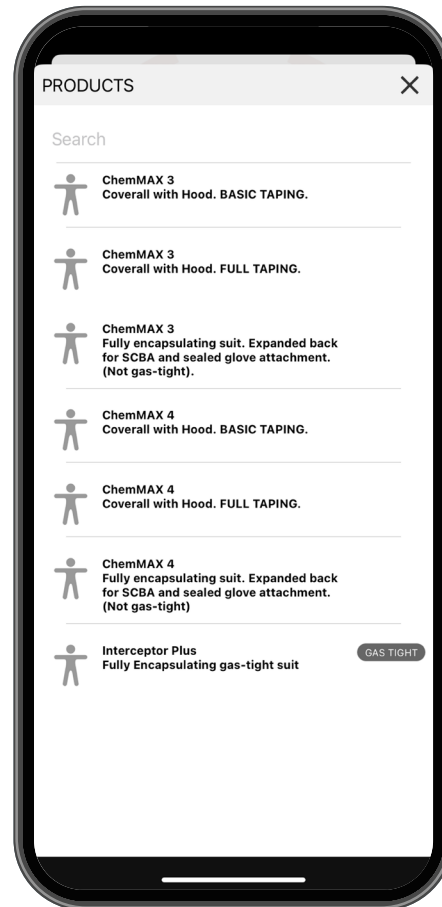 PRODUCTS
Search
ChemMAX 3
Coverall with Hood. BASIC TAPING.
ChemMAX 3
Coverall with Hood. FULL TAPING.
ChemMAX 3
Fully encapsulating suit. Expanded back
for SCBA and sealed glove attachment.
(Not gas-tight).
ChemMAX 4
Coverall with Hood. BASIC TAPING.
ChemMAX 4
Coverall with Hood. FULL TAPING.
ChemMAX 4
Fully encapsulating suit. Expanded back
for SCBA and sealed glove attachment.
(Not gas-tight)
Interceptor Plus
GAS TIGHT
Fully Encapsulating gas-tight suit